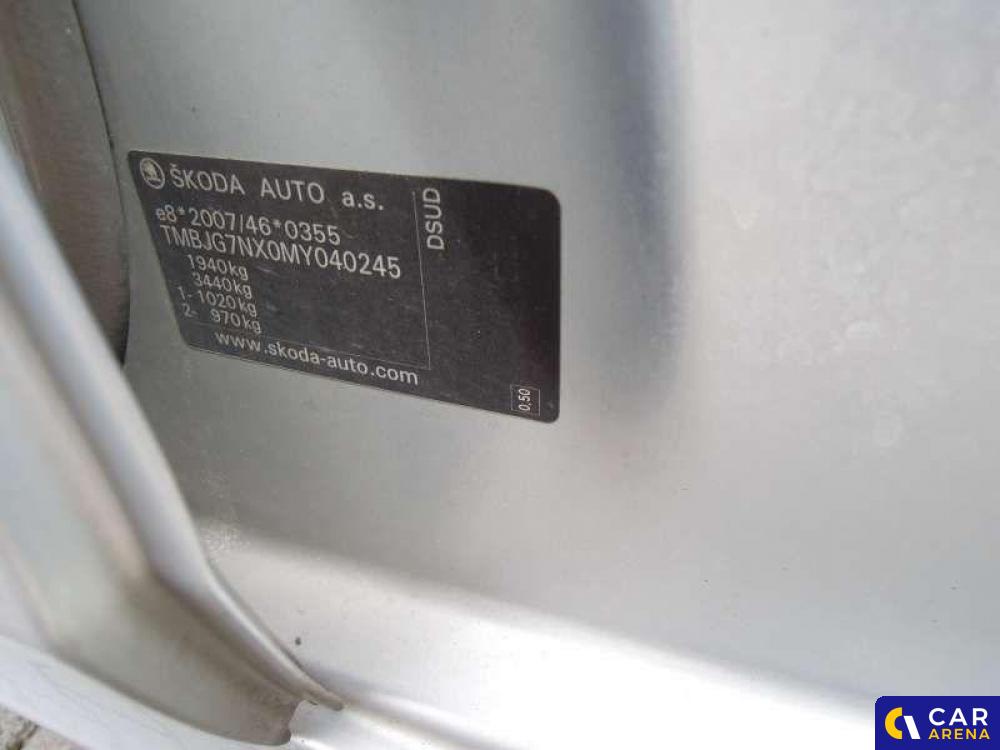 ŠKODA AUTO a.s.
e8*2007/46*0355
TMBJG7NX0MY040245
1940kg
3440kg
1- 1020kg
2- 970kg
www.skoda-auto.com
DSUD
0,50
CAR
ARENA